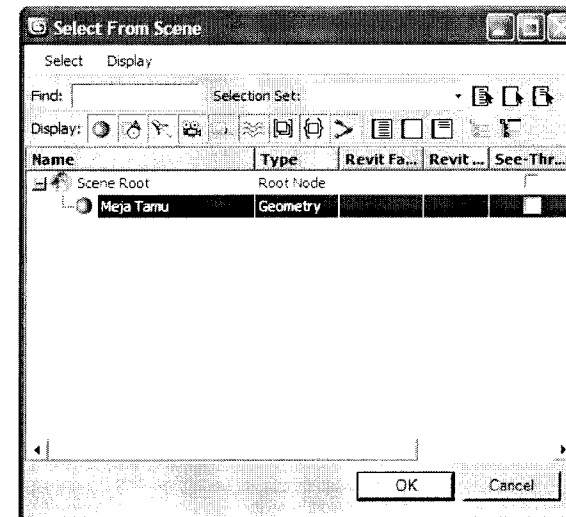 Select From Scene
Select Display
Find: Selection Set:
Display:
Name Type Revit Fa... Revit ... See-Thr...
Scene Root Root Node
Meja Tamu Geometry
OK Cancel